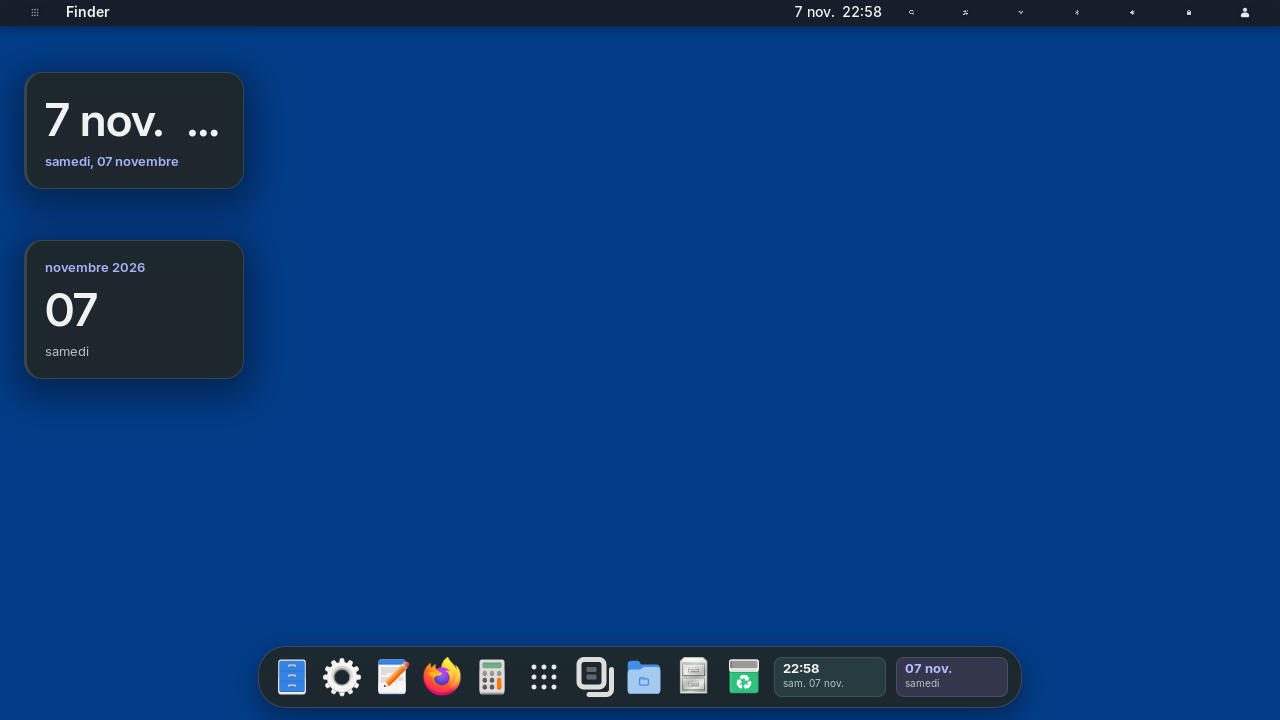 Finder
7 nov.  22:58
7 nov.  ...
samedi, 07 novembre
novembre 2026
07
samedi
22:58
sam. 07 nov.
07 nov.
samedi